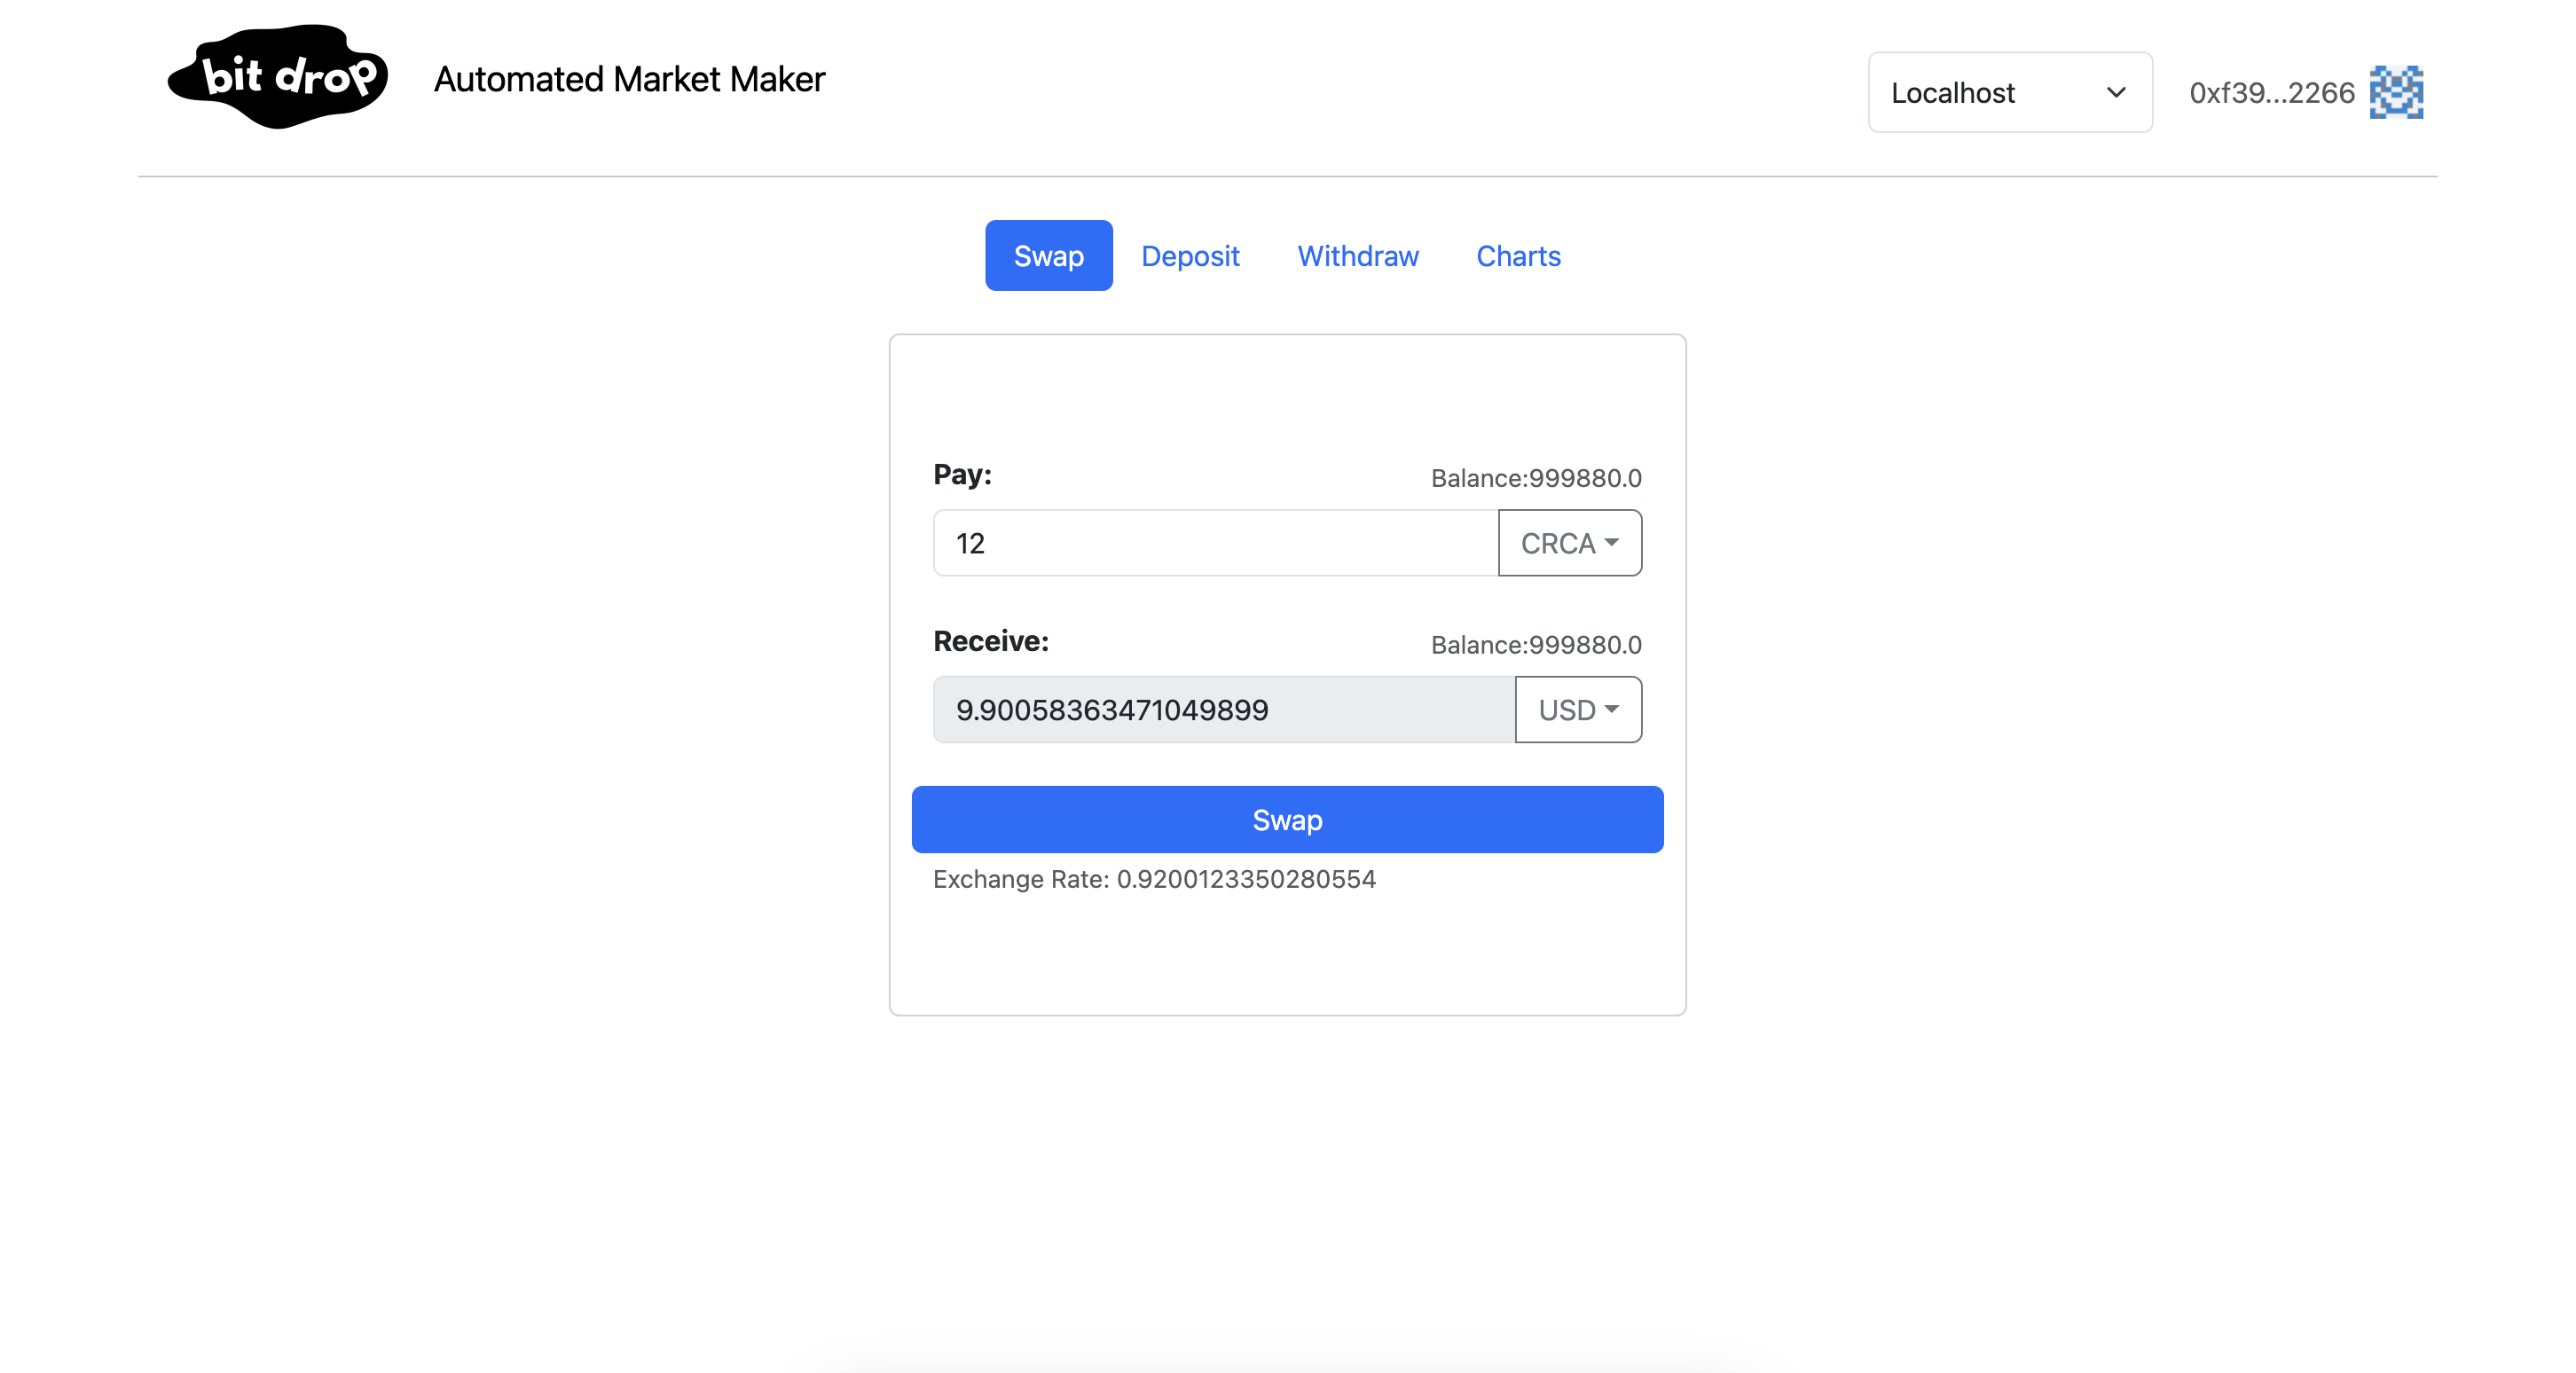 bit drop
Automated Market Maker
Localhost
0xf39...2266
Swap
Deposit
Withdraw
Charts
Pay:
Balance:999880.0
12
CRCA
Receive:
Balance:999880.0
9.90058363471049899
USD
Swap
Exchange Rate: 0.9200123350280554